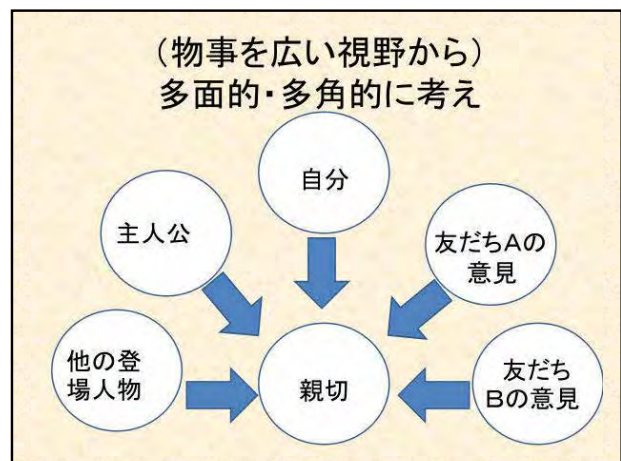 (物事を広い視野から)
多面的・多角的に考え
自分
主人公
友だちAの
意見
他の登
場人物
親切
友だち
Bの意見